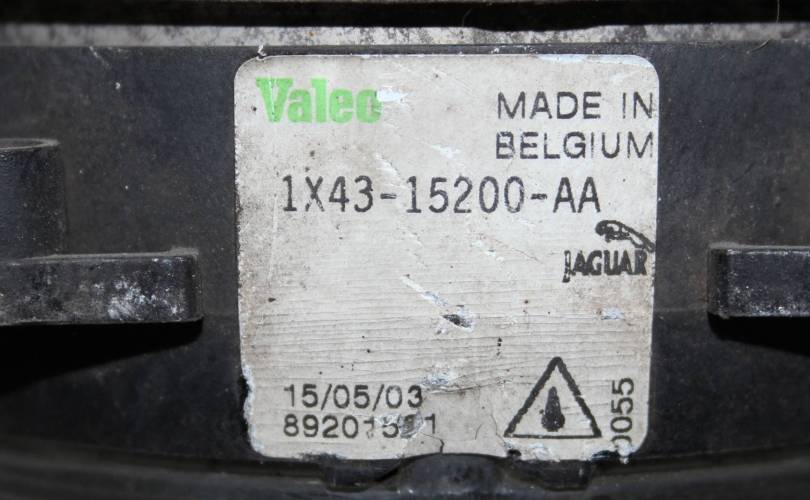 Valeo
MADE IN
BELGIUM
1X43-15200-AA
JAGUAR
15/05/03
0055